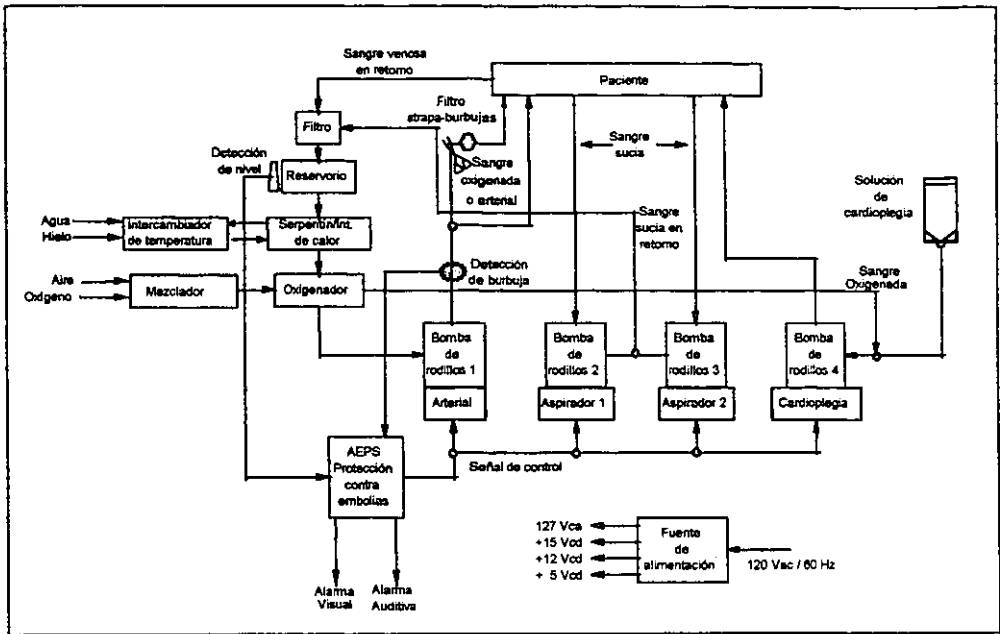 Sangre venosa
en retorno
Paciente
Filtro
atrapa-burbujas
Filtro
Detección
de nivel
Reservorio
Sangre
oxigenada
o arterial
Sangre
sucia
Solución
de
cardioplegia
Agua
Hielo
Intercambiador
de temperatura
Serpentín/Int.
de calor
Sangre
sucia en
retorno
Aire
Oxígeno
Mezclador
Oxigenador
Detección
de burbuja
Sangre
Oxigenada
Bomba
de
rodillos 1
Arterial
Bomba
de
rodillos 2
Aspirador 1
Bomba
de
rodillos 3
Aspirador 2
Bomba
de
rodillos 4
Cardioplegia
AEPS
Protección
contra
embolias
Señal de control
127 Vca
+15 Vcd
+12 Vcd
+ 5 Vcd
Fuente
de
alimentación
120 Vac / 60 Hz
Alarma
Visual
Alarma
Auditiva